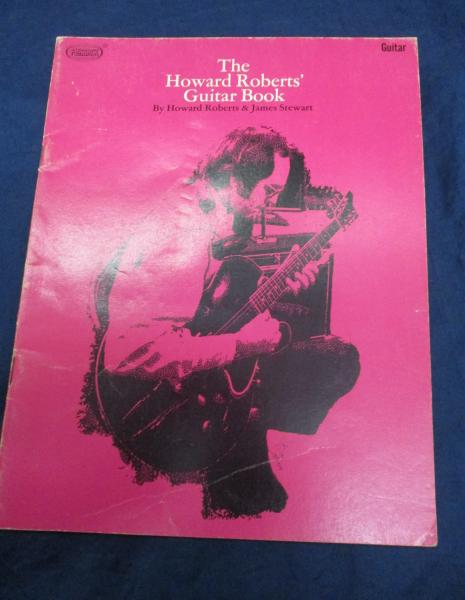 Guitar
The
Howard Roberts'
Guitar Book
By Howard Roberts & James Stewart